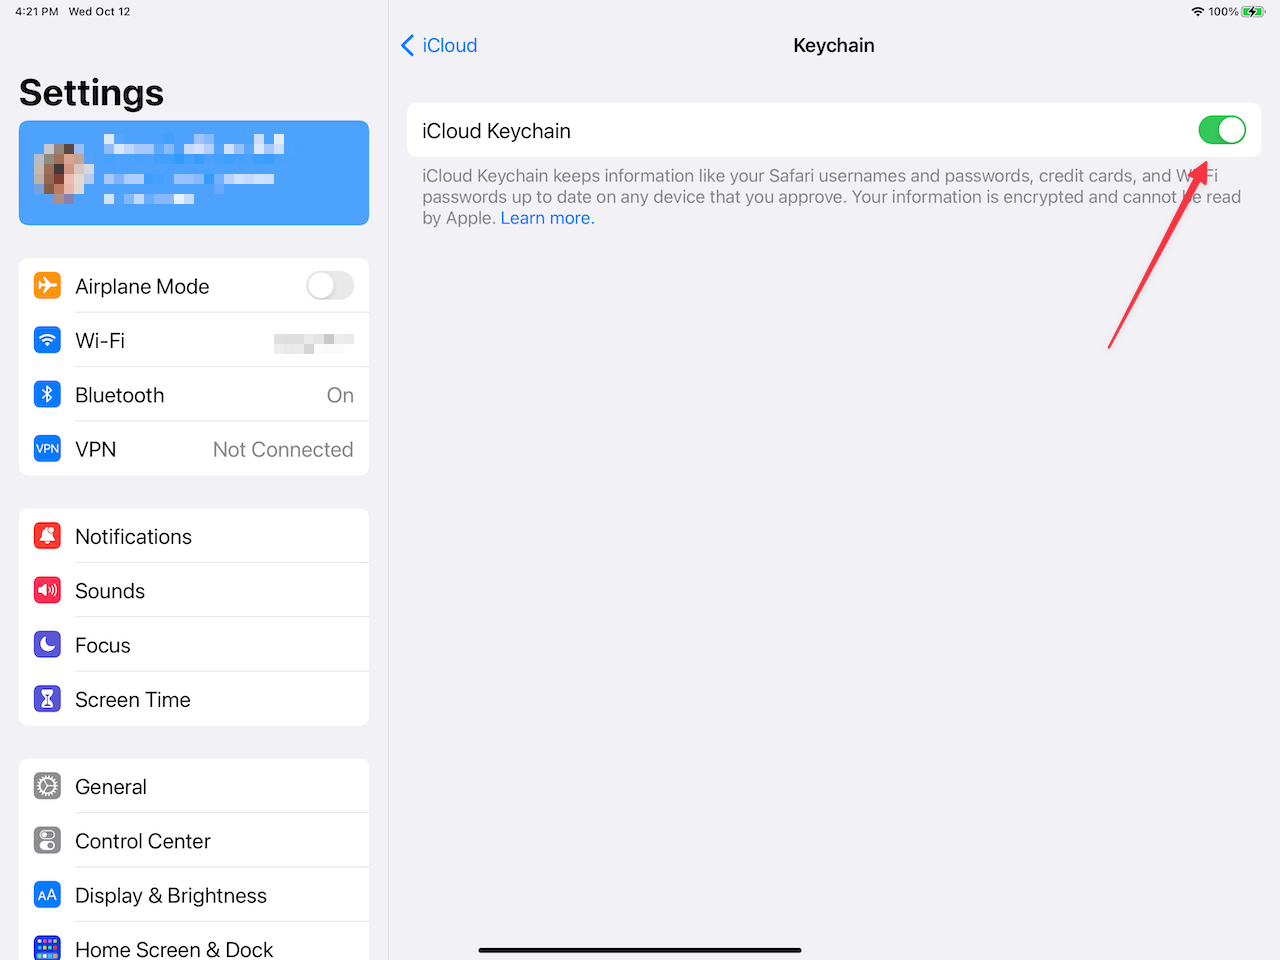 4:21 PM Wed Oct 12
100%
Settings
Airplane Mode
Wi-Fi
Bluetooth On
VPN VPN Not Connected
Notifications
Sounds
Focus
Screen Time
General
Control Center
AA Display & Brightness
Home Screen & Dock
iCloud
Keychain
iCloud Keychain
iCloud Keychain keeps information like your Safari usernames and passwords, credit cards, and Wi-Fi
passwords up to date on any device that you approve. Your information is encrypted and cannot be read
by Apple. Learn more.